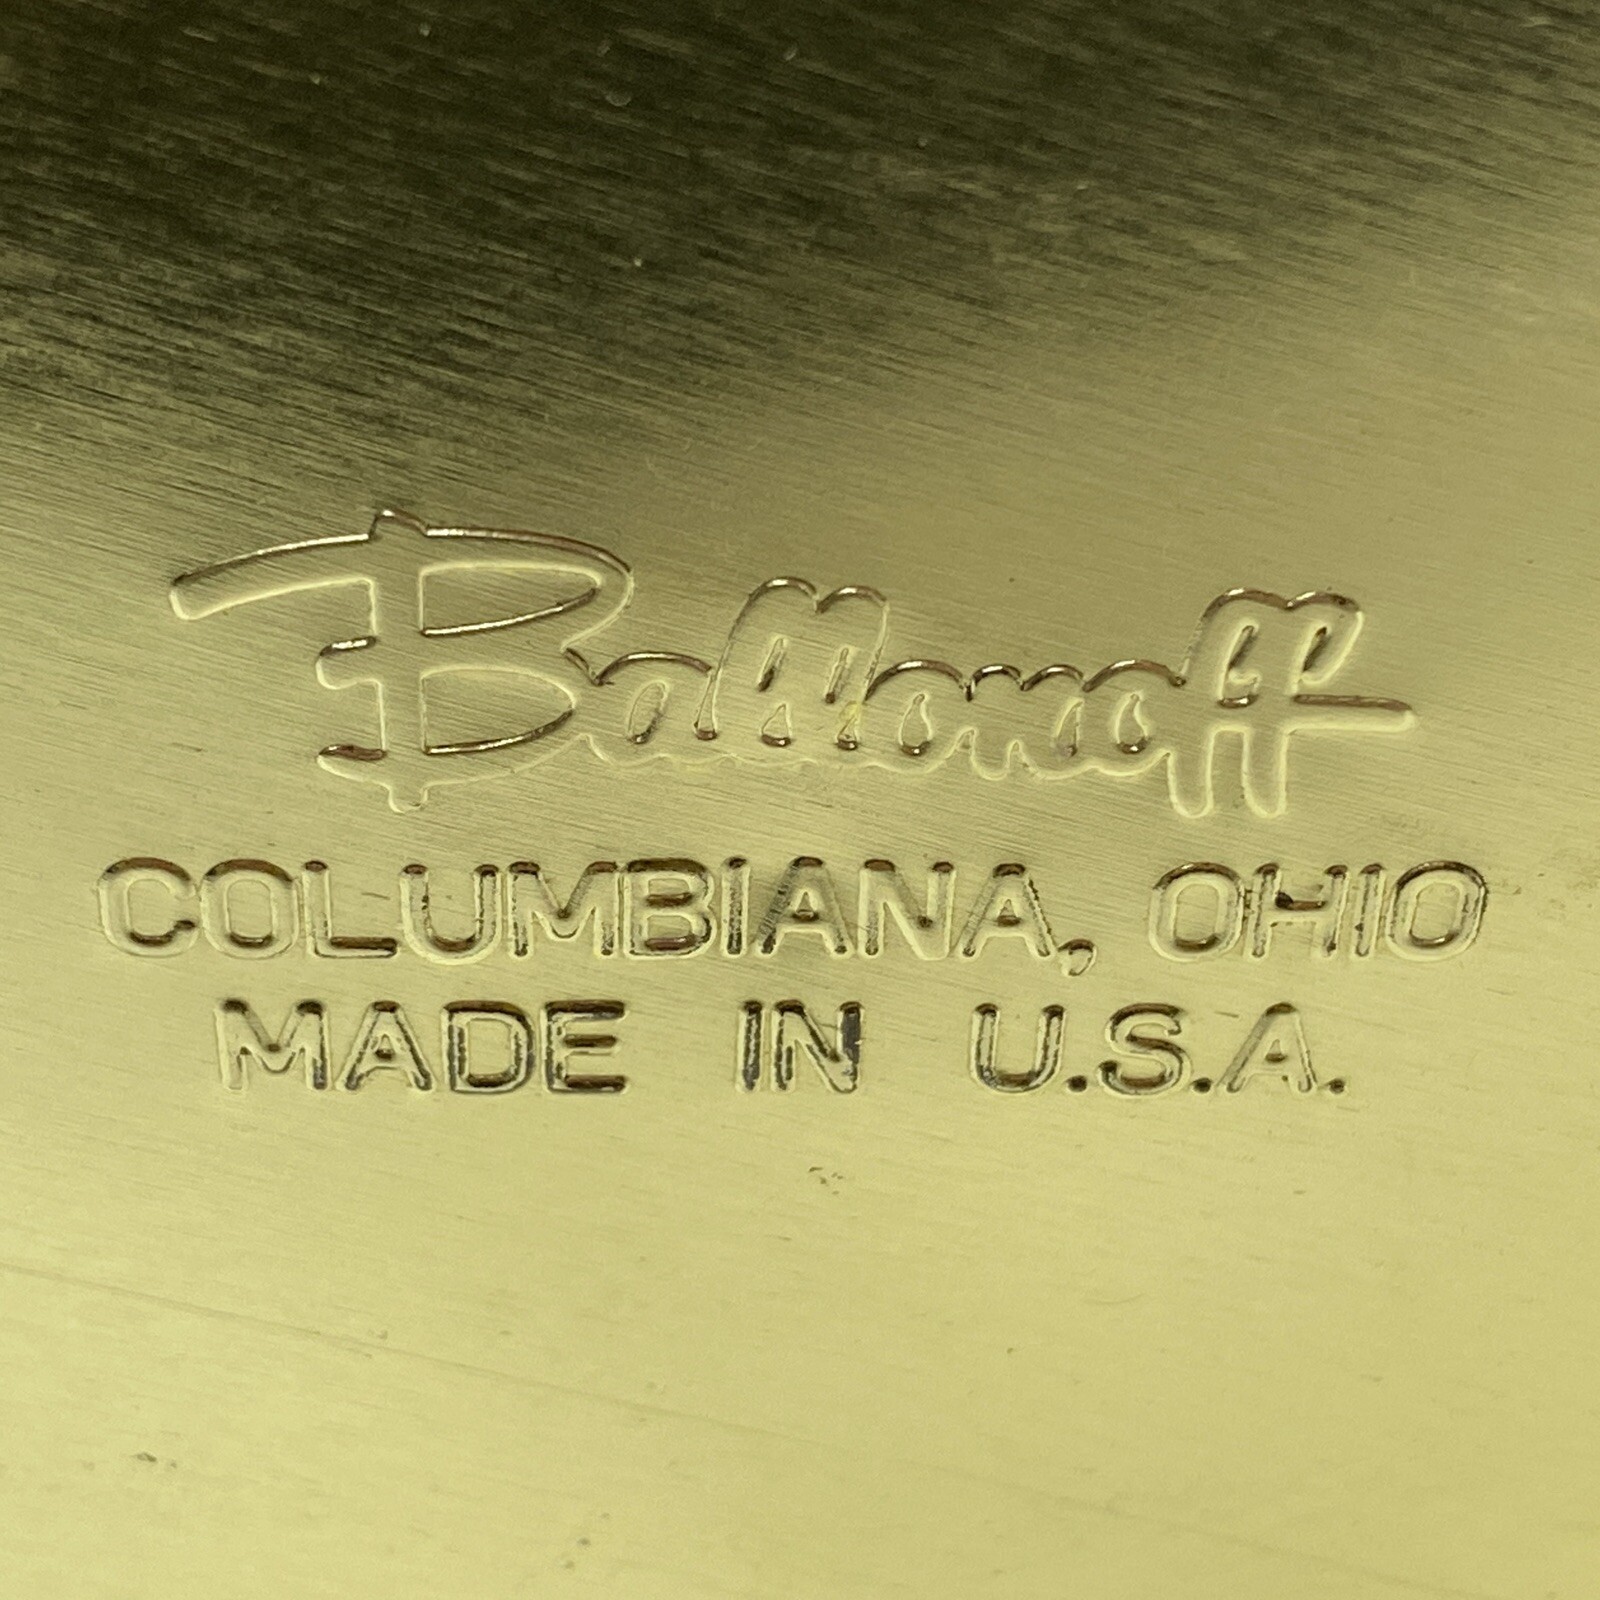 Ballonoff
COLUMBIANA, OHIO
MADE IN U.S.A.